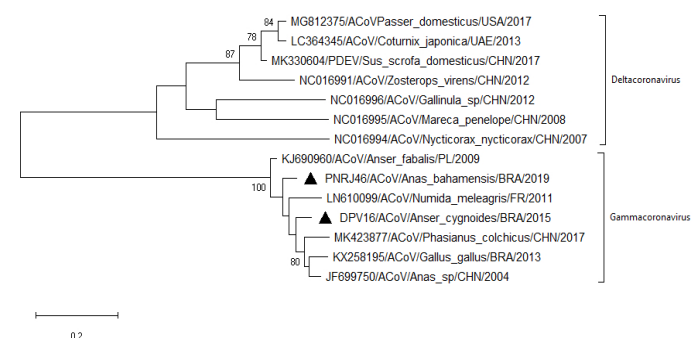 84
MG812375/ACoVPasser_domesticus/USA/2017
78
LC364345/ACoV/Coturnix_japonica/UAE/2013
87
MK330604/PDEV/Sus_scrofa_domesticus/CHN/2017
NC016991/ACoV/Zosterops_virens/CHN/2012
Deltacoronavirus
NC016996/ACoV/Gallinula_sp/CHN/2012
NC016995/ACoV/Mareca_penelope/CHN/2008
NC016994/ACoV/Nycticorax_nycticorax/CHN/2007
KJ690960/ACoV/Anser_fabalis/PL/2009
100
PNRJ46/ACoV/Anas_bahamensis/BRA/2019
LN610099/ACoV/Numida_meleagris/FR/2011
DPV16/ACoV/Anser_cygnoides/BRA/2015
Gammacoronavirus
MK423877/ACoV/Phasianus_colchicus/CHN/2017
80
KX258195/ACoV/Gallus_gallus/BRA/2013
JF699750/ACoV/Anas_sp/CHN/2004
0.2